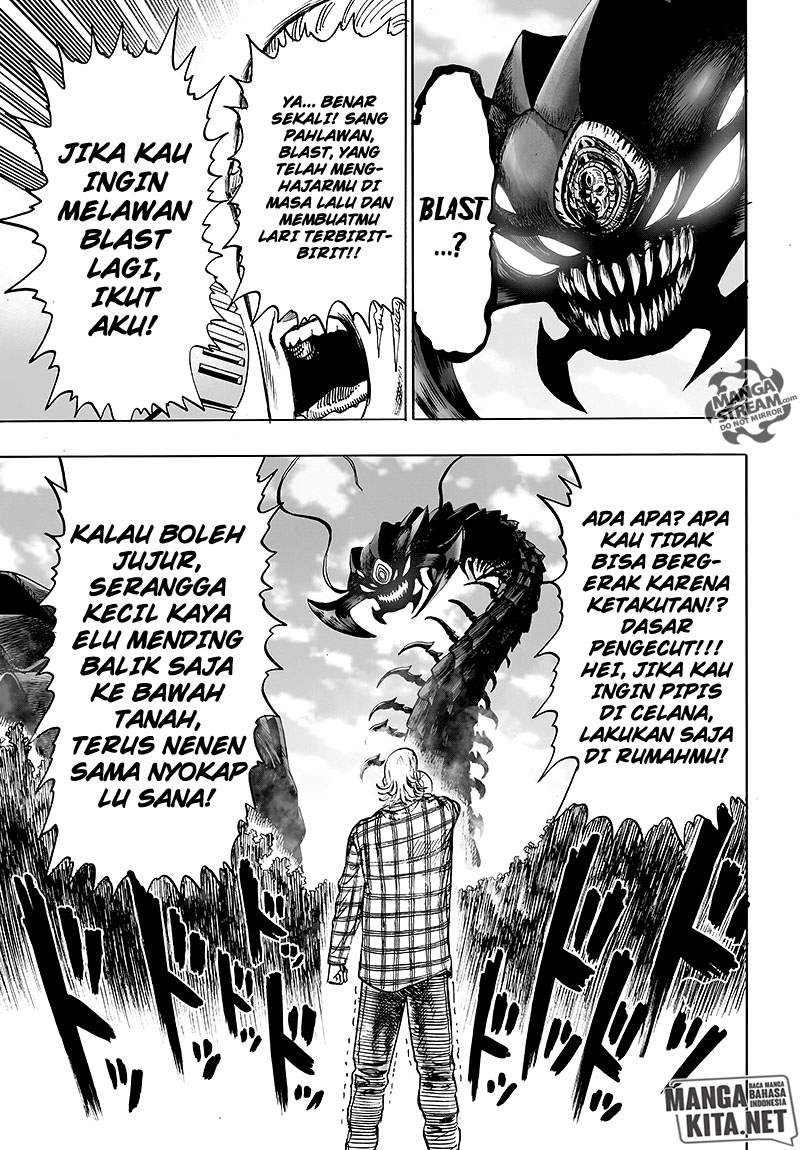 BLAST
...?
YA... BENAR
SEKALI! SANG
PAHLAWAN,
BLAST, YANG
TELAH MENG-
HAJARMU DI
MASA LALU DAN
MEMBUATMU
LARI TERBIRIT-
BIRIT!!
JIKA KAU
INGIN
MELAWAN
BLAST
LAGI,
IKUT
AKU!
MANGA
STREAM.com
DO NOT MIRROR
ADA APA? APA
KAU TIDAK
BISA BERG-
ERAK KARENA
KETAKUTAN!?
DASAR
PENGECUT!!!
HEI, JIKA KAU
INGIN PIPIS
DI CELANA,
LAKUKAN SAJA
DI RUMAHMU!
KALAU BOLEH
JUJUR,
SERANGGA
KECIL KAYA
ELU MENDING
BALIK SAJA
KE BAWAH
TANAH,
TERUS NENEN
SAMA NYOKAP
LU SANA!
ドドドドドドドド
MANGA
BACA MANGA
BAHASA
INDONESIA
KITA.NET